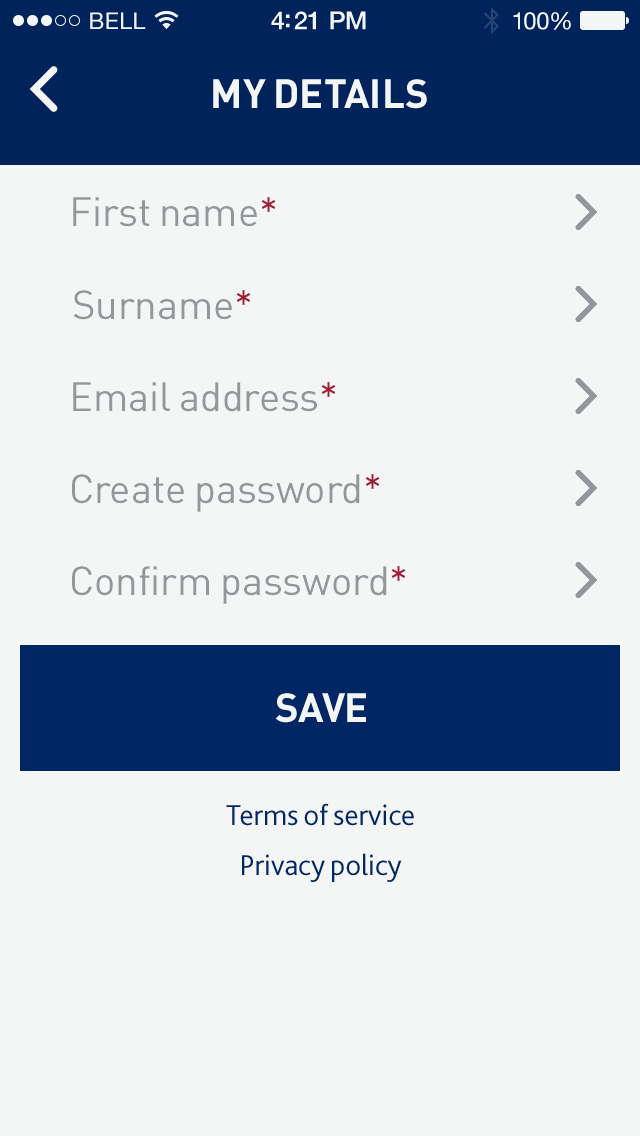 BELL 4:21 PM 100%
MY DETAILS
First name*
Surname*
Email address*
Create password*
Confirm password*
SAVE
Terms of service
Privacy policy